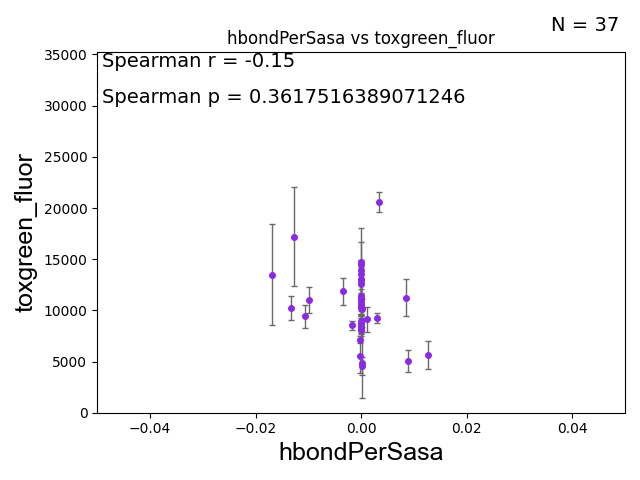 N = 37
hbondPerSasa vs toxgreen_fluor
Spearman r = -0.15
Spearman p = 0.3617516389071246
35000
30000
25000
20000
15000
10000
5000
0
toxgreen_fluor
−0.04 −0.02 0.00 0.02 0.04
hbondPerSasa